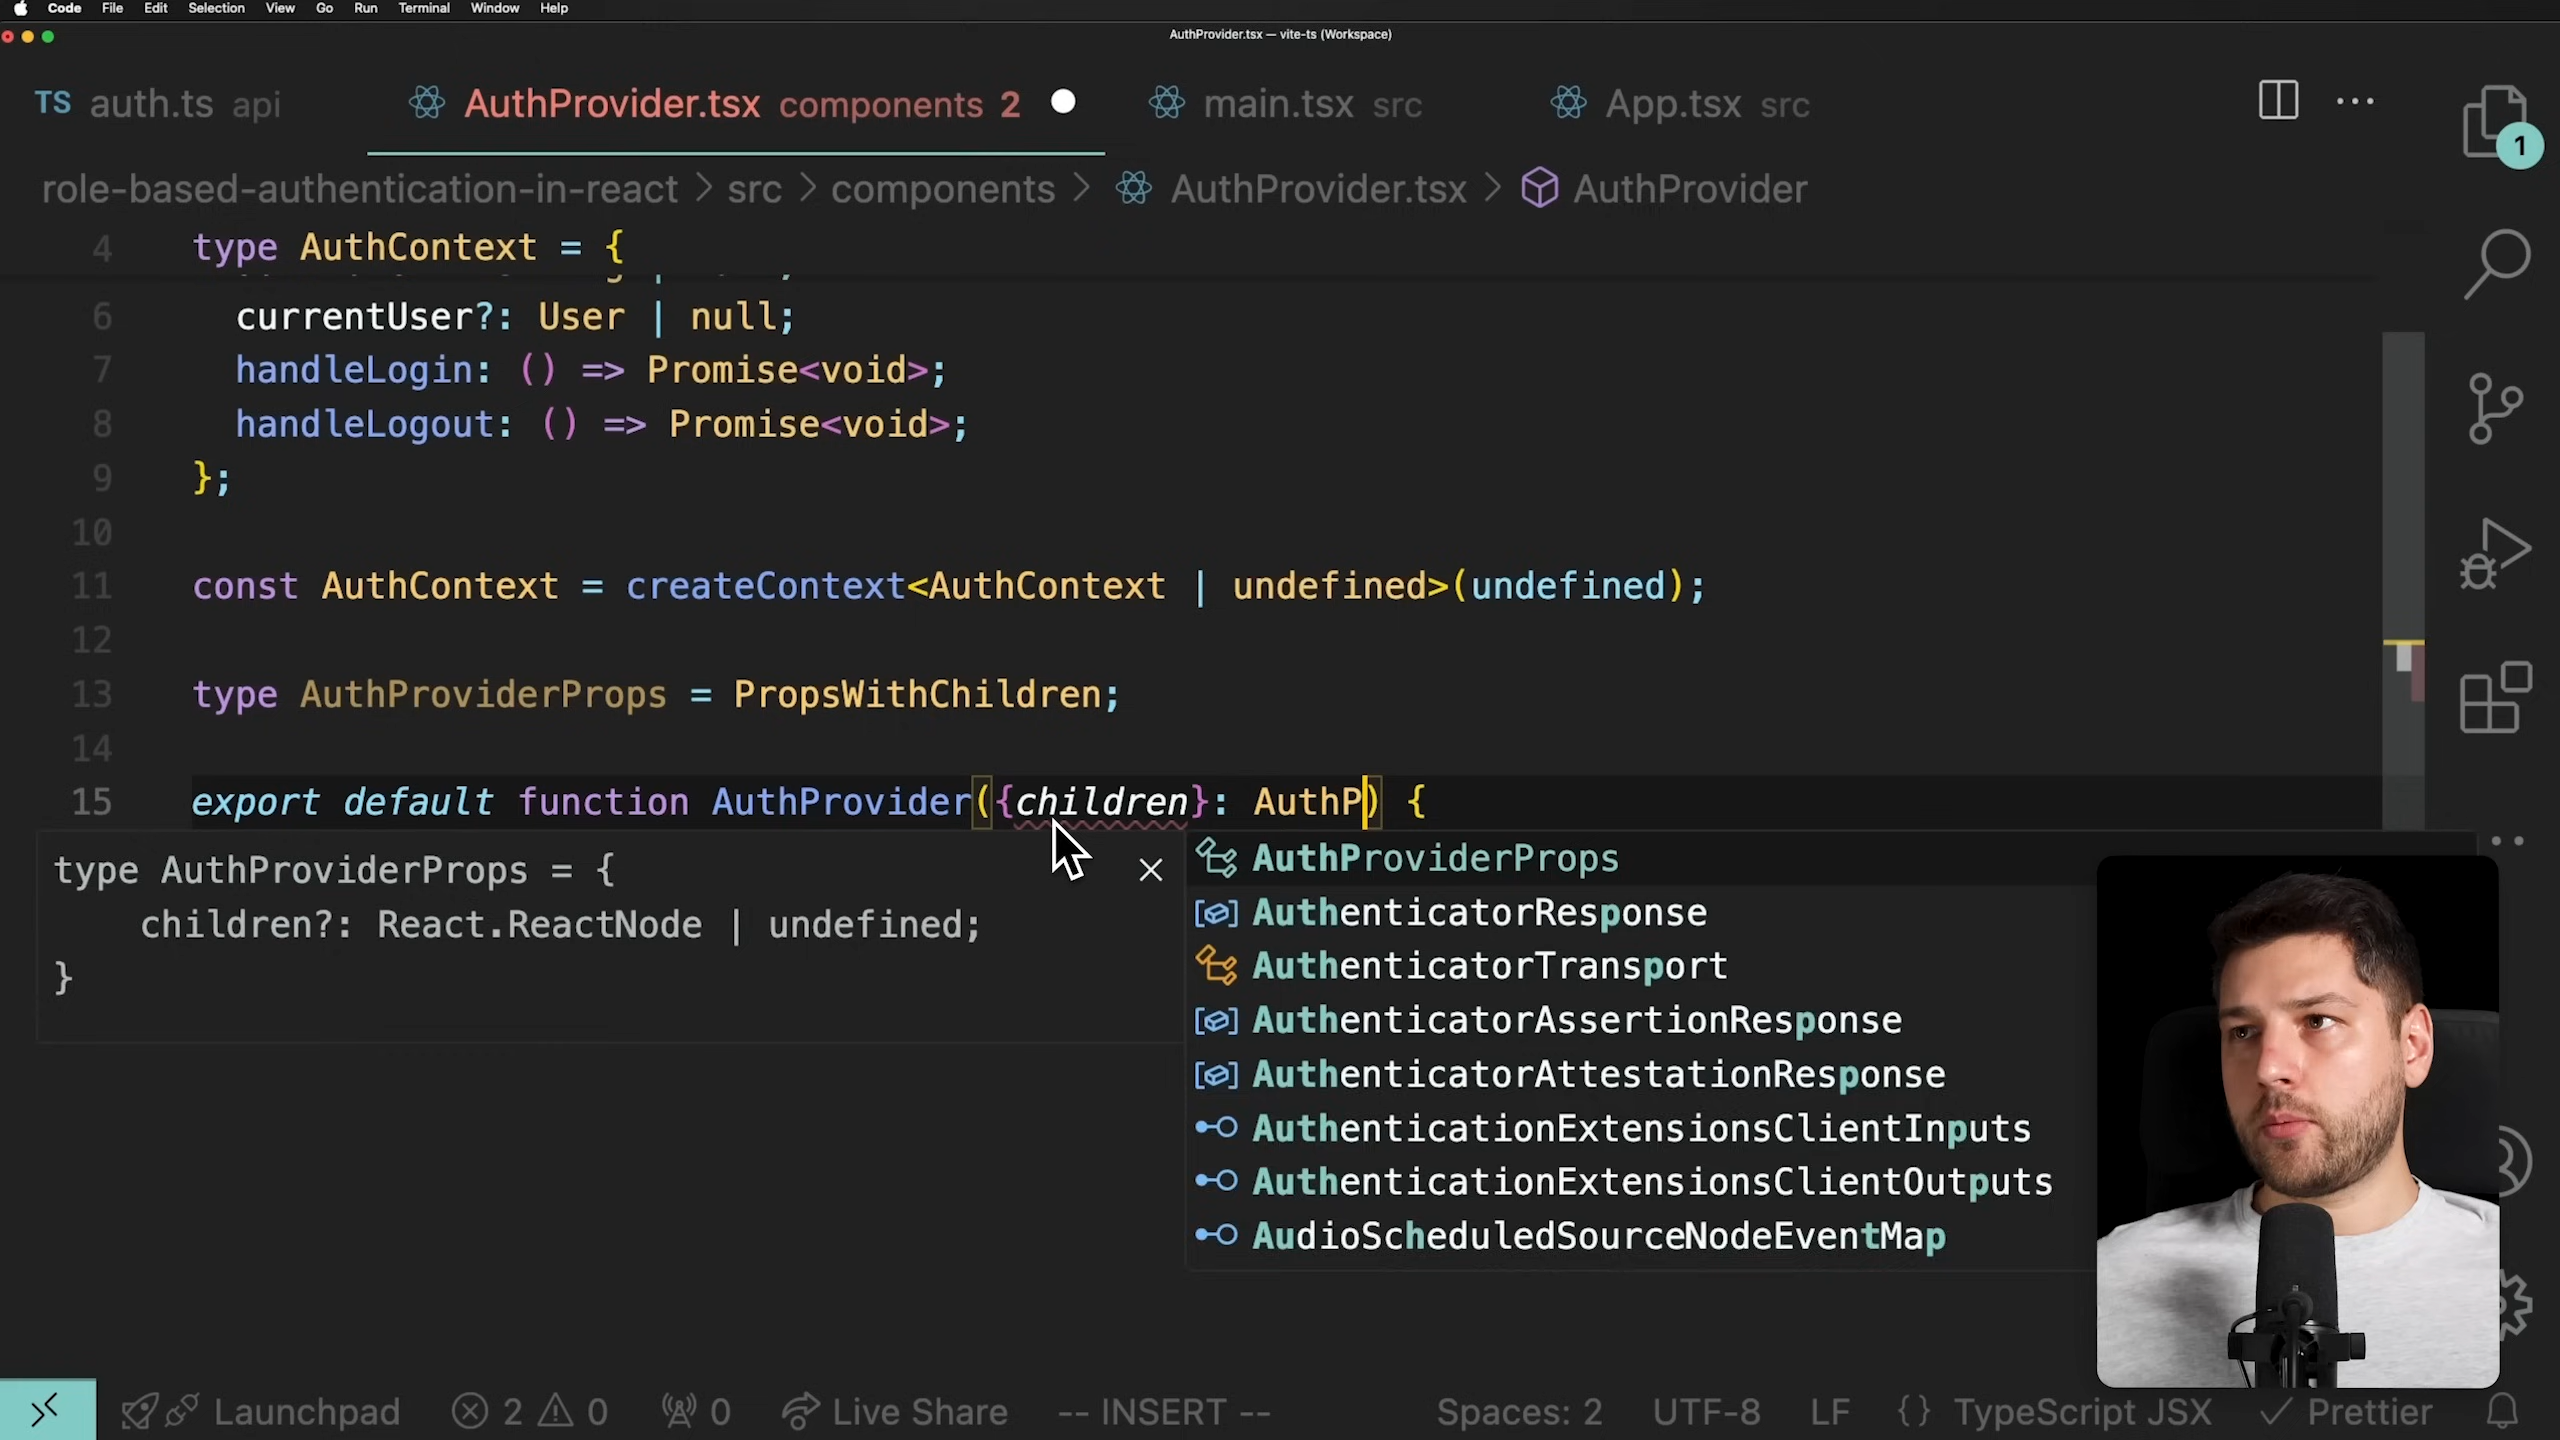 Code File Edit Selection View Go Run Terminal Window Help
AuthProvider.tsx — vite-ts (Workspace)
TS auth.ts api AuthProvider.tsx components 2 main.tsx src App.tsx src
1
role-based-authentication-in-react > src > components > AuthProvider.tsx > AuthProvider
4 type AuthContext = {
6 currentUser?: User | null;
7 handleLogin: () => Promise<void>;
8 handleLogout: () => Promise<void>;
9 };
10
11 const AuthContext = createContext<AuthContext | undefined>(undefined);
12
13 type AuthProviderProps = PropsWithChildren;
14
15 export default function AuthProvider({children}: AuthP) {
type AuthProviderProps = {
children?: React.ReactNode | undefined;
}
AuthProviderProps
AuthenticatorResponse
AuthenticatorTransport
AuthenticatorAssertionResponse
AuthenticatorAttestationResponse
AuthenticationExtensionsClientInputs
AuthenticationExtensionsClientOutputs
AudioScheduledSourceNodeEventMap
Launchpad 2 0 0 Live Share -- INSERT -- Spaces: 2 UTF-8 LF {} TypeScript JSX Prettier